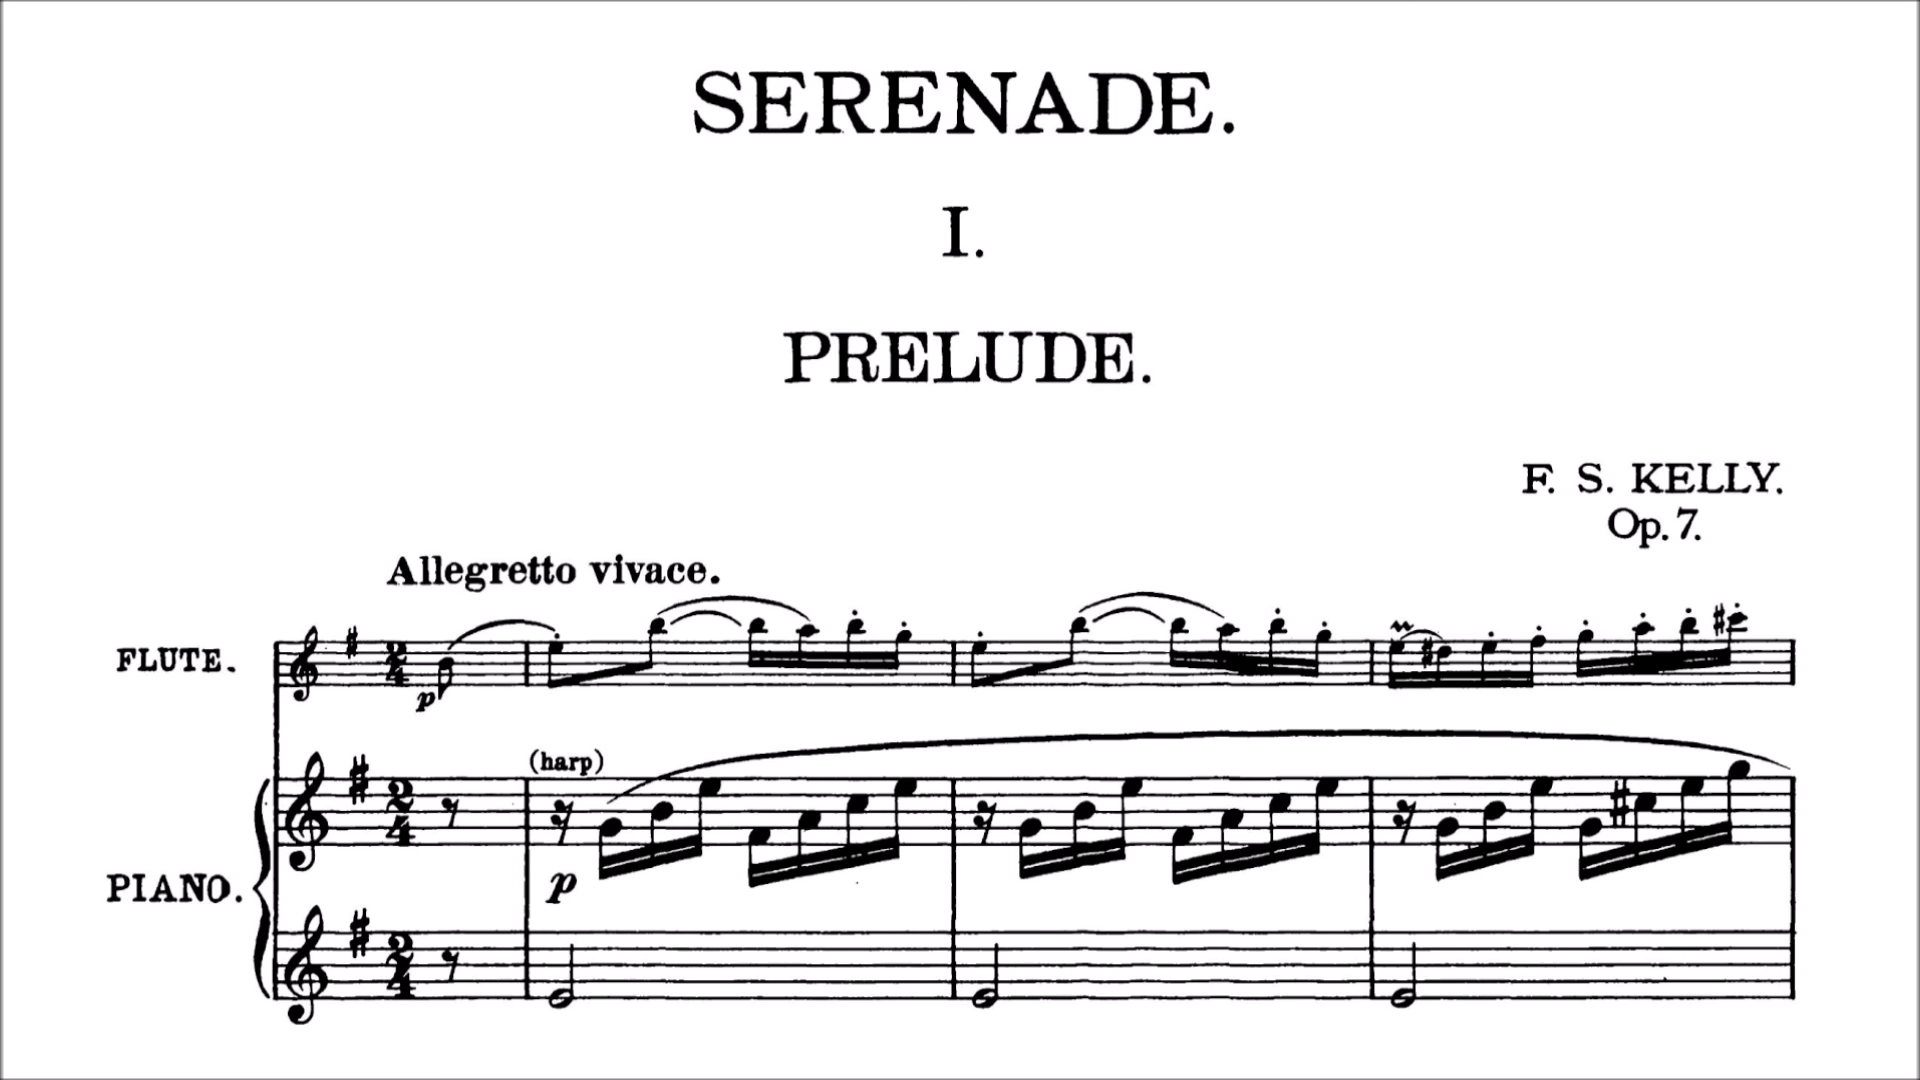 SERENADE.
I.
PRELUDE.
F. S. KELLY.
Op. 7.
Allegretto vivace.
FLUTE.
p
(harp)
PIANO.
p